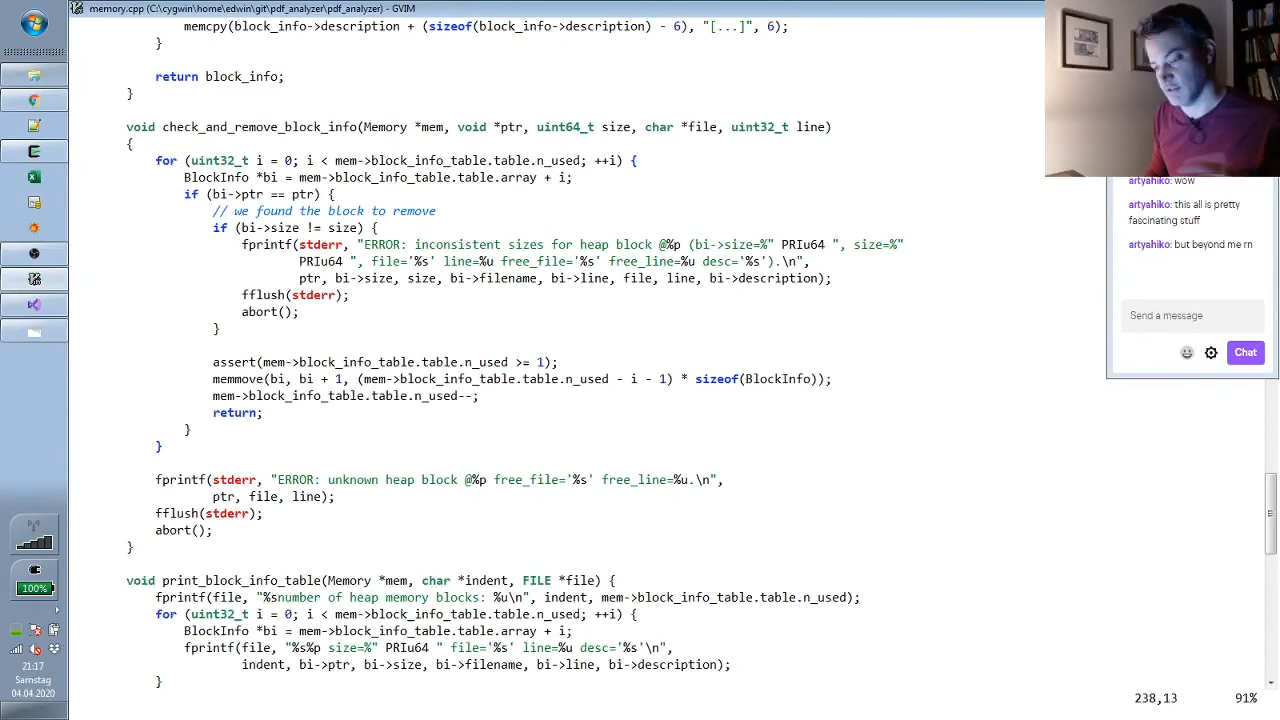 memory.cpp (C:\cygwin\home\edwin\git\pdf_analyzer\pdf_analyzer) - GVIM
memcpy(block_info->description + (sizeof(block_info->description) - 6), "[...]", 6);
}
return block_info;
}
void check_and_remove_block_info(Memory *mem, void *ptr, uint64_t size, char *file, uint32_t line)
{
for (uint32_t i = 0; i < mem->block_info_table.table.n_used; ++i) {
BlockInfo *bi = mem->block_info_table.table.array + i;
if (bi->ptr == ptr) {
// we found the block to remove
if (bi->size != size) {
fprintf(stderr, "ERROR: inconsistent sizes for heap block @%p (bi->size=%" PRIu64 ", size=%"
PRIu64 ", file='%s' line=%u free_file='%s' free_line=%u desc='%s').\n",
ptr, bi->size, size, bi->filename, bi->line, file, line, bi->description);
fflush(stderr);
abort();
}
assert(mem->block_info_table.table.n_used >= 1);
memmove(bi, bi + 1, (mem->block_info_table.table.n_used - i - 1) * sizeof(BlockInfo));
mem->block_info_table.table.n_used--;
return;
}
}
fprintf(stderr, "ERROR: unknown heap block @%p free_file='%s' free_line=%u.\n",
ptr, file, line);
fflush(stderr);
abort();
}
void print_block_info_table(Memory *mem, char *indent, FILE *file) {
fprintf(file, "%snumber of heap memory blocks: %u\n", indent, mem->block_info_table.table.n_used);
for (uint32_t i = 0; i < mem->block_info_table.table.n_used; ++i) {
BlockInfo *bi = mem->block_info_table.table.array + i;
fprintf(file, "%s%p size=%" PRIu64 " file='%s' line=%u desc='%s'\n",
indent, bi->ptr, bi->size, bi->filename, bi->line, bi->description);
}
238,13 91%
artyahiko: wow
artyahiko: this all is pretty
fascinating stuff
artyahiko: but beyond me rn
Send a message
Chat
100%
21:17
Samstag
04.04.2020